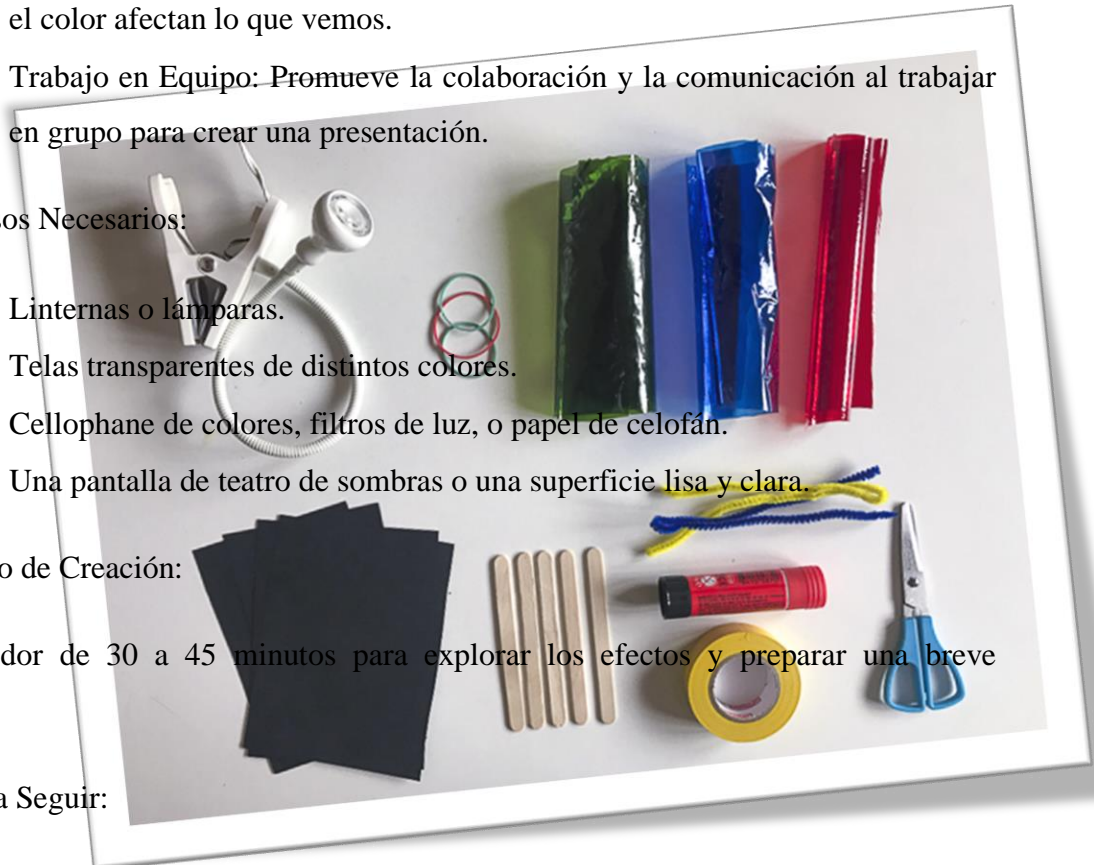 el color afectan lo que vemos.
Trabajo en Equipo: Promueve la colaboración y la comunicación al trabajar
en grupo para crear una presentación.
os Necesarios:
Linternas o lámparas.
Telas transparentes de distintos colores.
Cellophane de colores, filtros de luz, o papel de celofán.
Una pantalla de teatro de sombras o una superficie lisa y clara.
o de Creación:
dor de 30 a 45 minutos para explorar los efectos y preparar una breve
a Seguir: